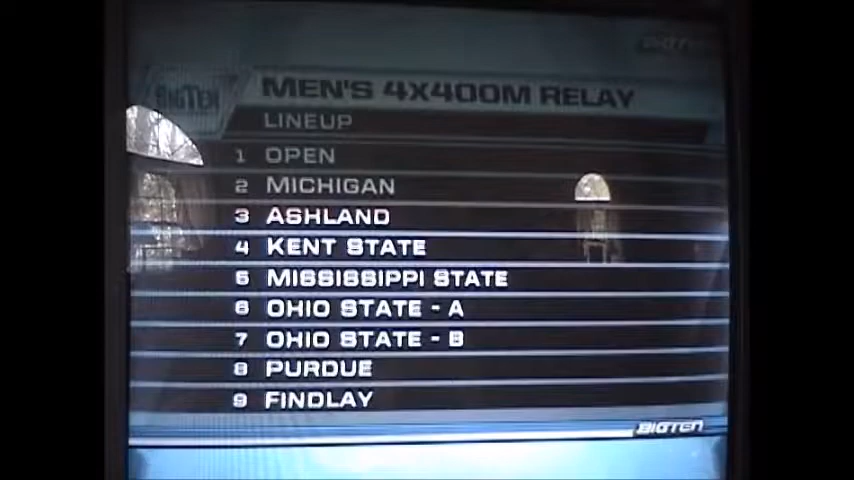 BIGTEN
MEN'S 4X400M RELAY
LINEUP
1 OPEN
2 MICHIGAN
3 ASHLAND
4 KENT STATE
5 MISSISSIPPI STATE
6 OHIO STATE - A
7 OHIO STATE - B
8 PURDUE
9 FINDLAY
BIGTEN